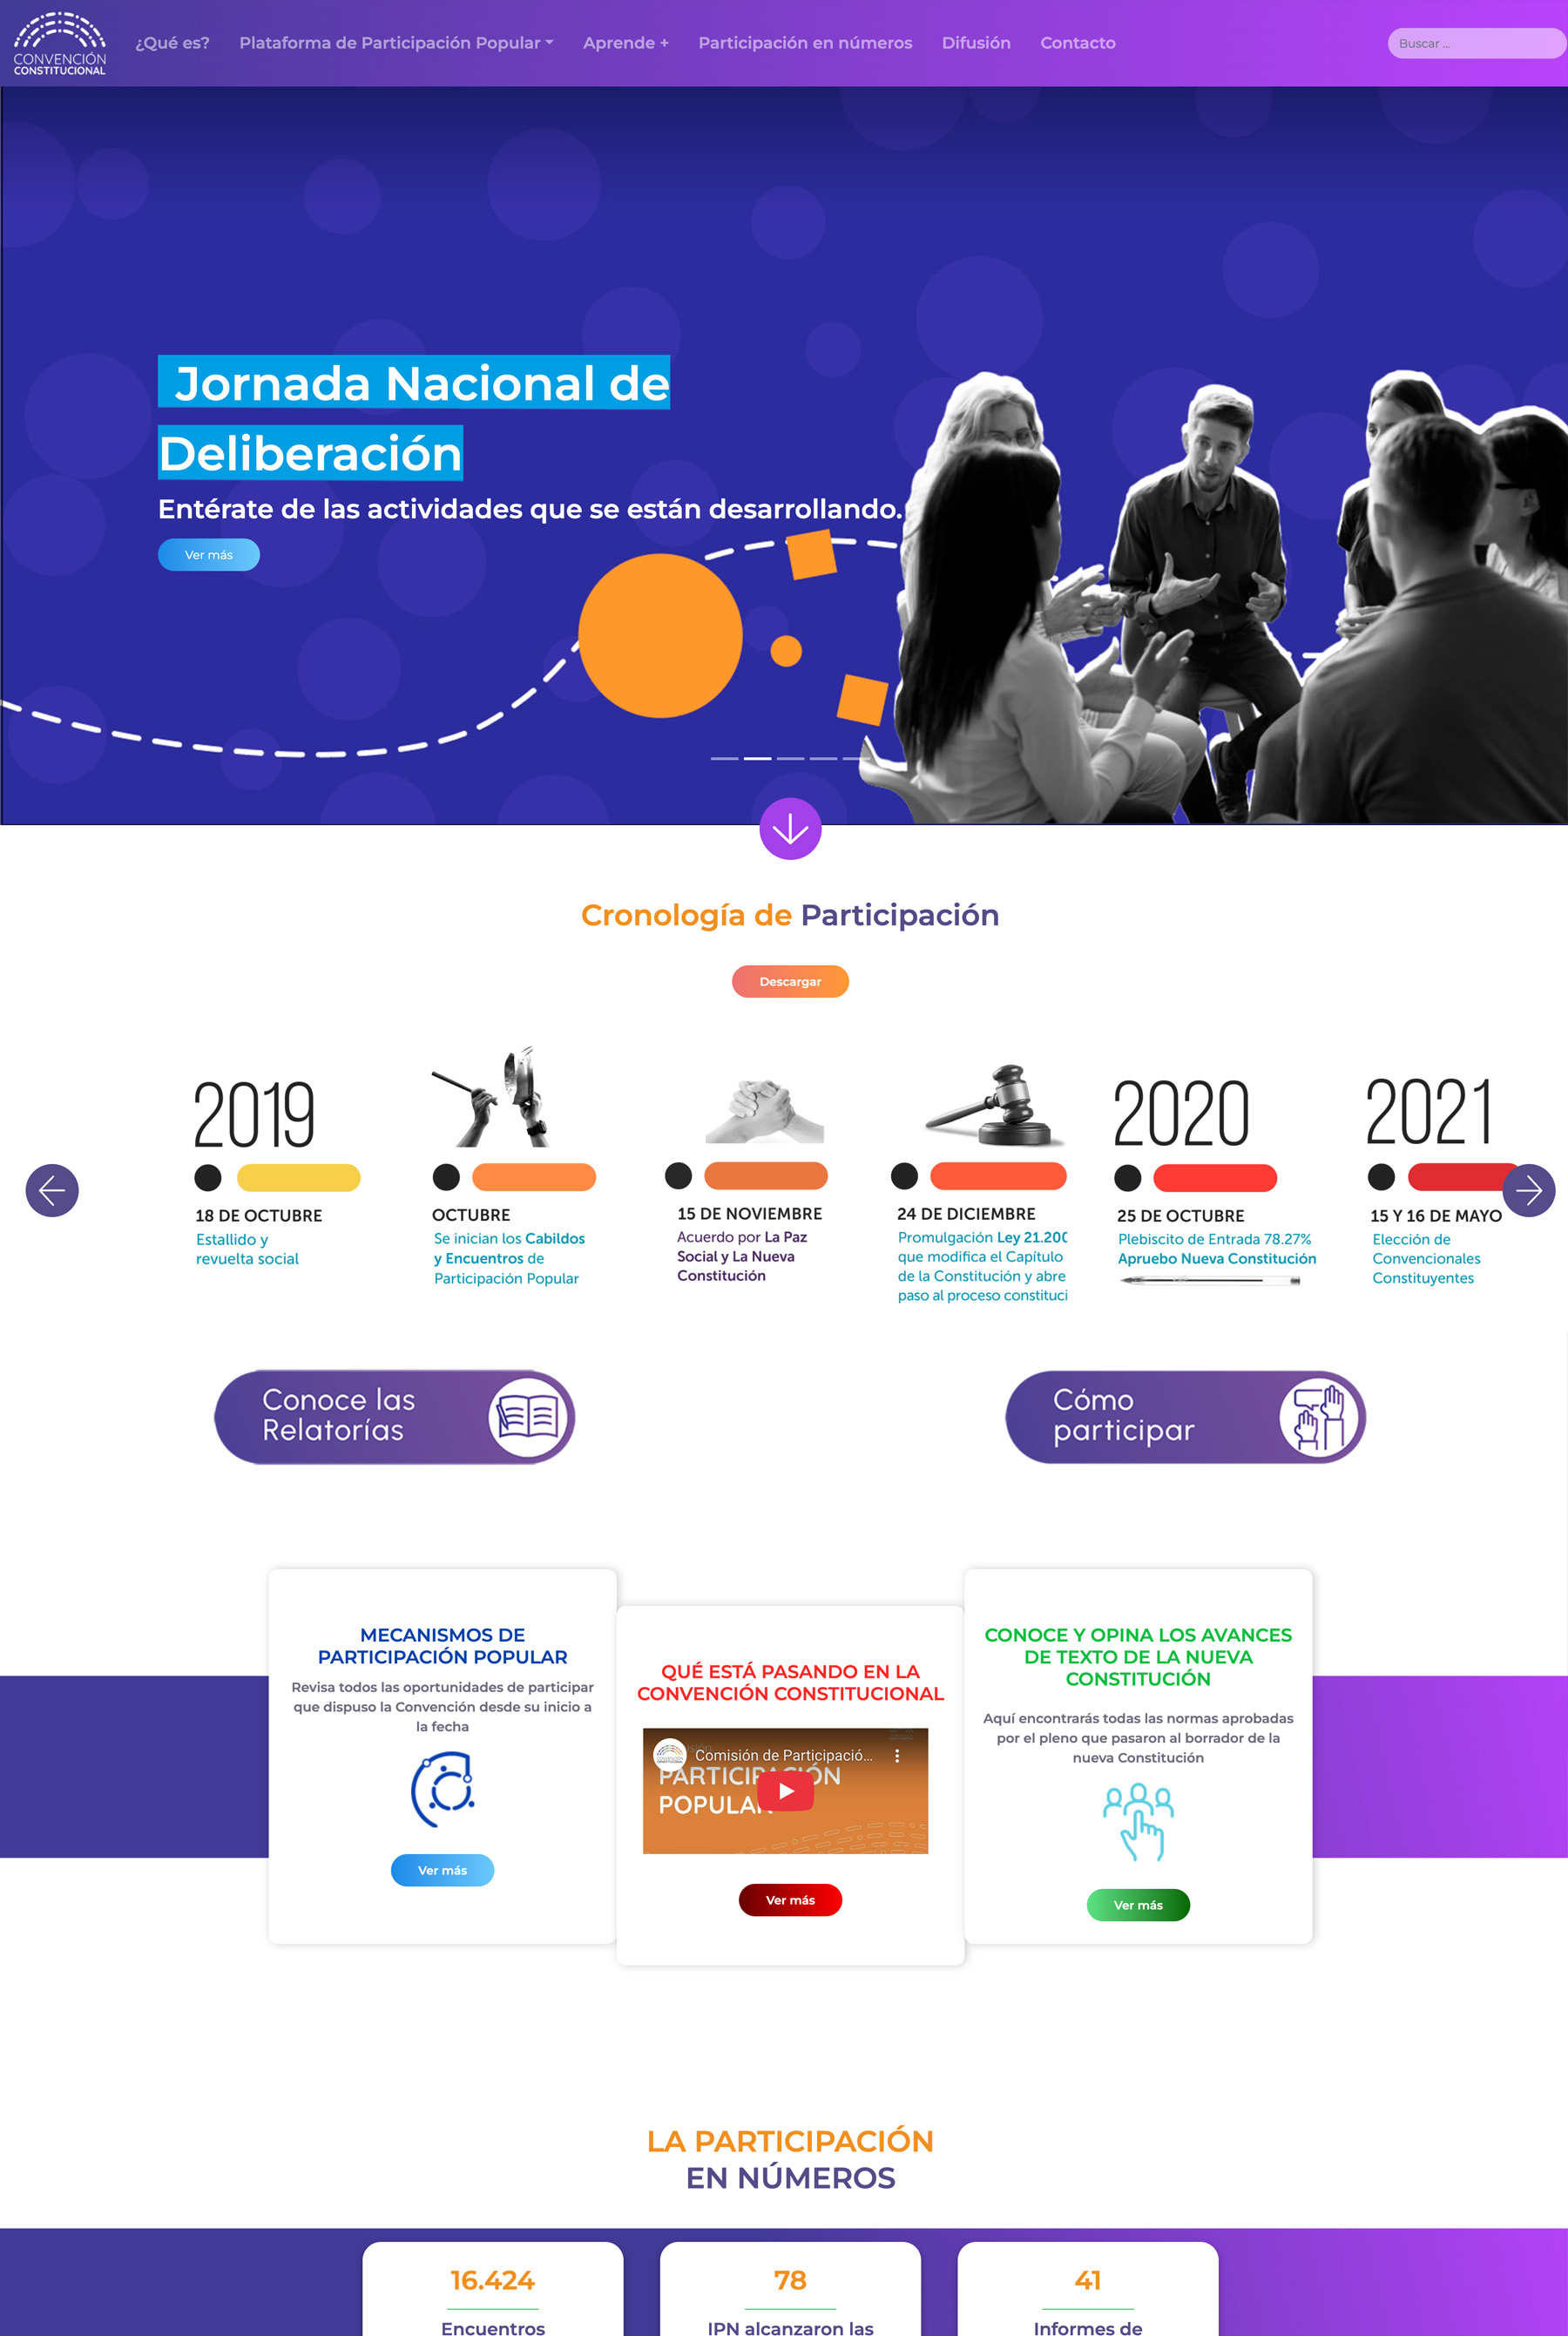 CONVENCIÓN
CONSTITUCIONAL
¿Qué es?
Plataforma de Participación Popular
Aprende +
Participación en números
Difusión
Contacto
Buscar ...
Jornada Nacional de
Deliberación
Entérate de las actividades que se están desarrollando.
Ver más
Cronología de Participación
Descargar
2019
18 DE OCTUBRE
Estallido y
revuelta social
OCTUBRE
Se inician los Cabildos
y Encuentros de
Participación Popular
15 DE NOVIEMBRE
Acuerdo por La Paz
Social y La Nueva
Constitución
24 DE DICIEMBRE
Promulgación Ley 21.200
que modifica el Capítulo
de la Constitución y abre
paso al proceso constituci
2020
25 DE OCTUBRE
Plebiscito de Entrada 78.27%
Apruebo Nueva Constitución
2021
15 Y 16 DE MAYO
Elección de
Convencionales
Constituyentes
Conoce las
Relatorías
Cómo
participar
MECANISMOS DE
PARTICIPACIÓN POPULAR
Revisa todos las oportunidades de participar
que dispuso la Convención desde su inicio a
la fecha
Ver más
QUÉ ESTÁ PASANDO EN LA
CONVENCIÓN CONSTITUCIONAL
Comisión de Participació...
PARTICIPACIÓN
POPULAR
Ver más
CONOCE Y OPINA LOS AVANCES
DE TEXTO DE LA NUEVA
CONSTITUCIÓN
Aquí encontrarás todas las normas aprobadas
por el pleno que pasaron al borrador de la
nueva Constitución
Ver más
LA PARTICIPACIÓN
EN NÚMEROS
16.424
Encuentros
78
IPN alcanzaron las
41
Informes de